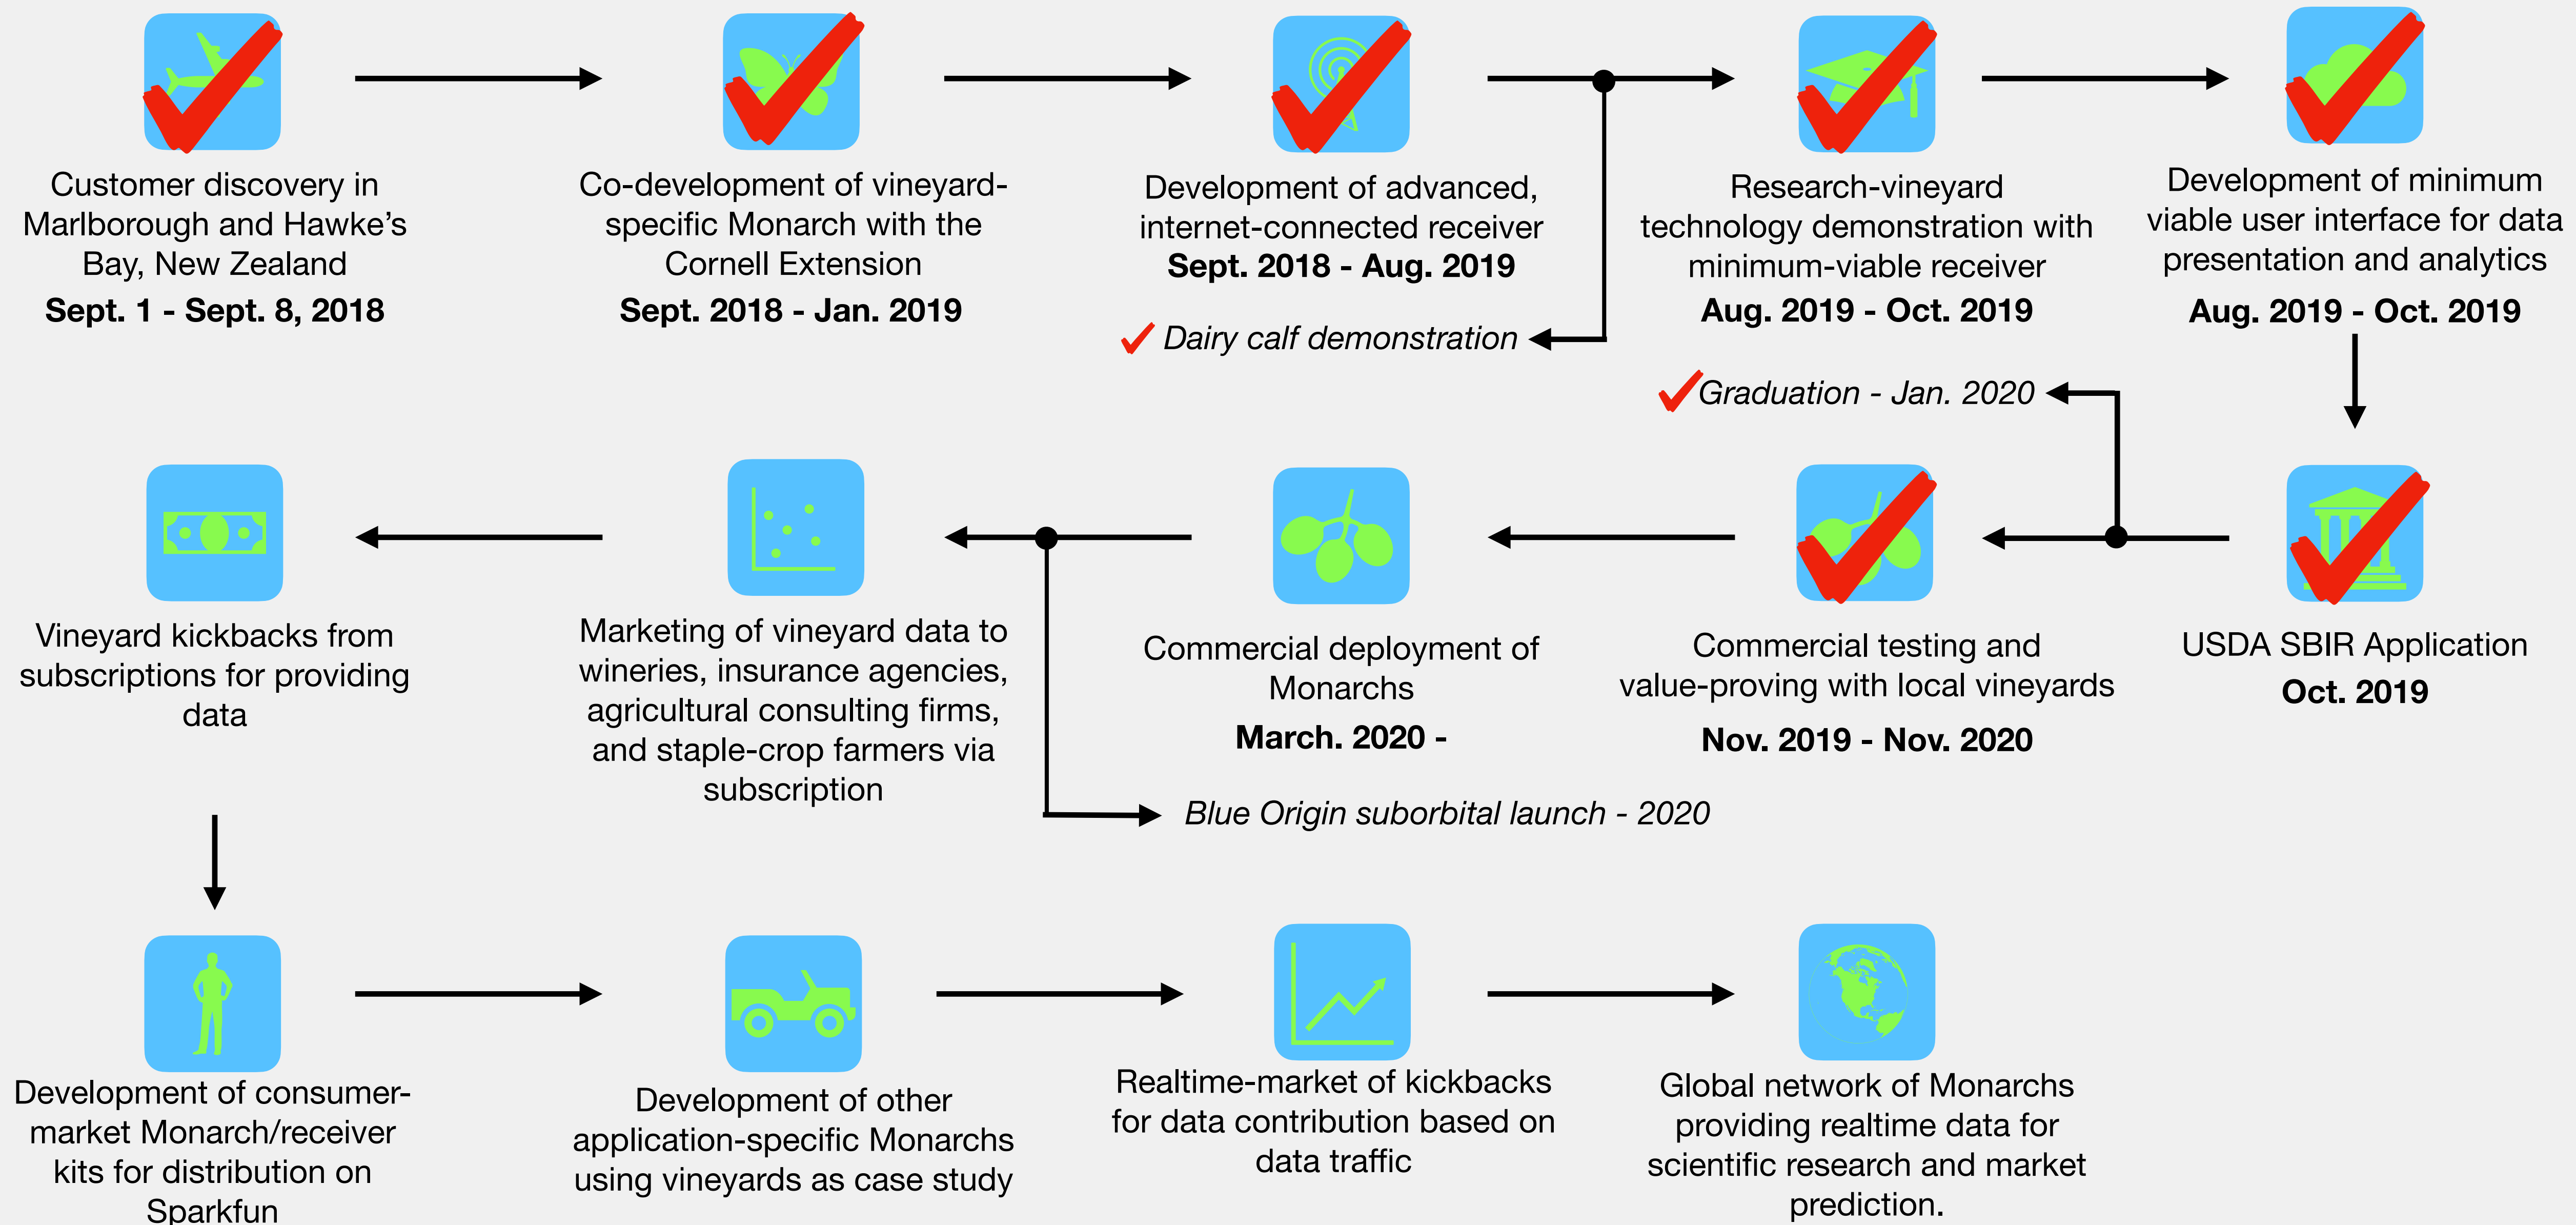 Customer discovery in
Marlborough and Hawke's
Bay, New Zealand
Sept. 1 - Sept. 8, 2018
Co-development of vineyard-
specific Monarch with the
Cornell Extension
Sept. 2018 - Jan. 2019
Development of advanced,
internet-connected receiver
Sept. 2018 - Aug. 2019
Dairy calf demonstration
Research-vineyard
technology demonstration with
minimum-viable receiver
Aug. 2019 - Oct. 2019
Development of minimum
viable user interface for data
presentation and analytics
Aug. 2019 - Oct. 2019
USDA SBIR Application
Oct. 2019
Graduation - Jan. 2020
Commercial testing and
value-proving with local vineyards
Nov. 2019 - Nov. 2020
Commercial deployment of
Monarchs
March. 2020 -
Blue Origin suborbital launch - 2020
Marketing of vineyard data to
wineries, insurance agencies,
agricultural consulting firms,
and staple-crop farmers via
subscription
Vineyard kickbacks from
subscriptions for providing
data
Development of consumer-
market Monarch/receiver
kits for distribution on
Sparkfun
Development of other
application-specific Monarchs
using vineyards as case study
Realtime-market of kickbacks
for data contribution based on
data traffic
Global network of Monarchs
providing realtime data for
scientific research and market
prediction.